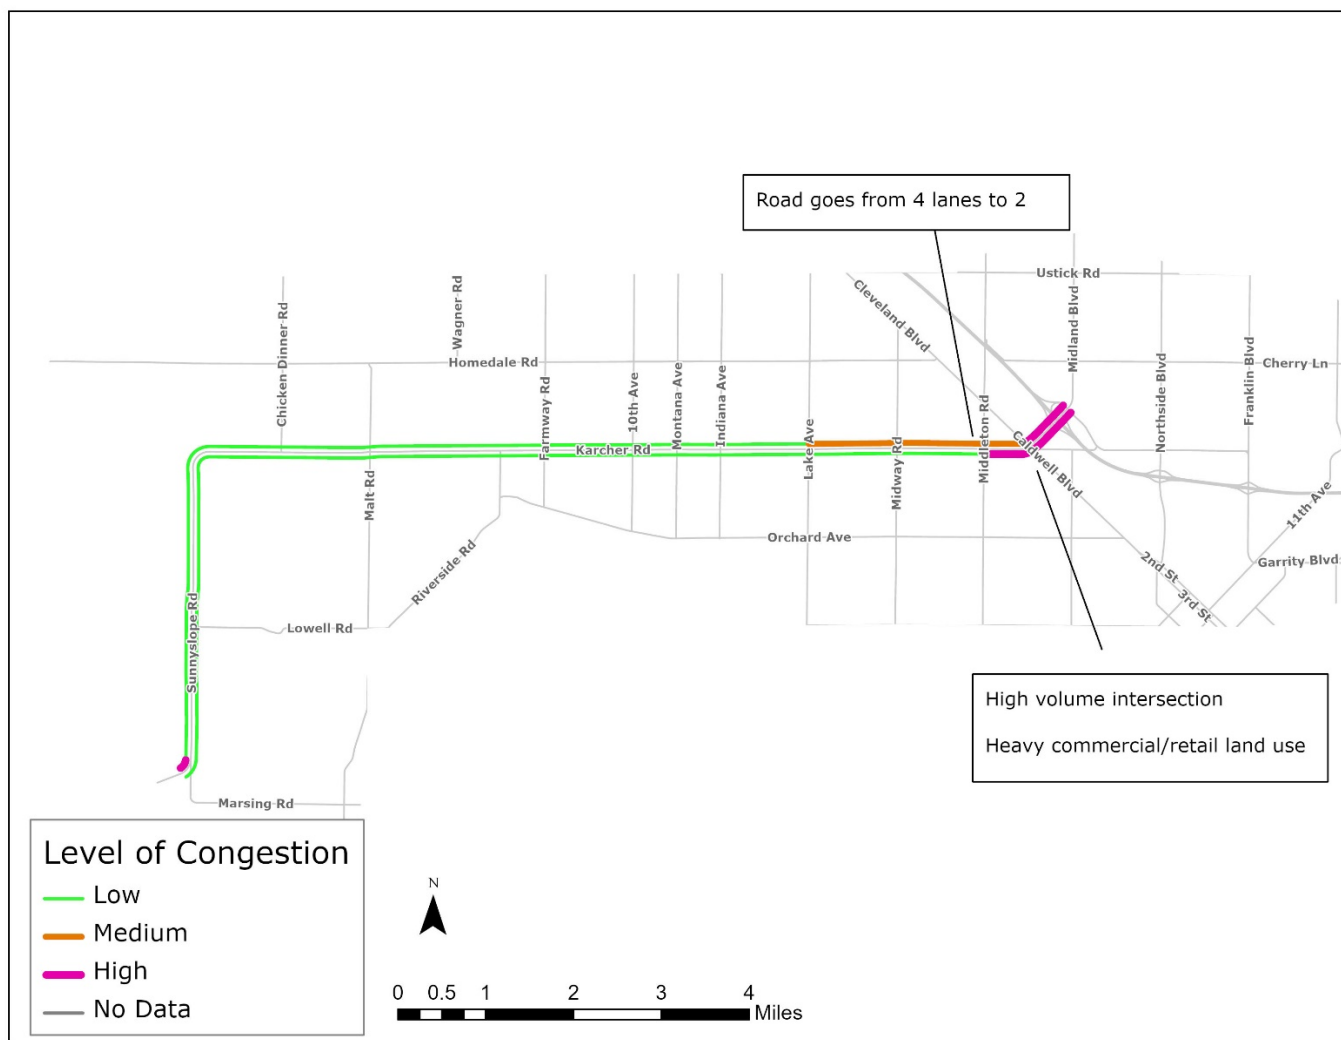 Road goes from 4 lanes to 2
Ustick Rd
Cleveland Blvd
Midland Blvd
Chicken Dinner Rd
Wagner Rd
Homedale Rd
Cherry Ln
Farmway Rd
10th Ave
Montana Ave
Indiana Ave
Lake Ave
Midway Rd
Middleton Rd
Northside Blvd
Franklin Blvd
Karcher Rd
Caldwell Blvd
Malt Rd
11th Ave
Orchard Ave
Riverside Rd
2nd St
3rd St
Garrity Blvd
Sunnyslope Rd
Lowell Rd
High volume intersection
Heavy commercial/retail land use
Marsing Rd
Level of Congestion
Low
Medium
High
No Data
N
0 0.5 1 2 3 4
Miles